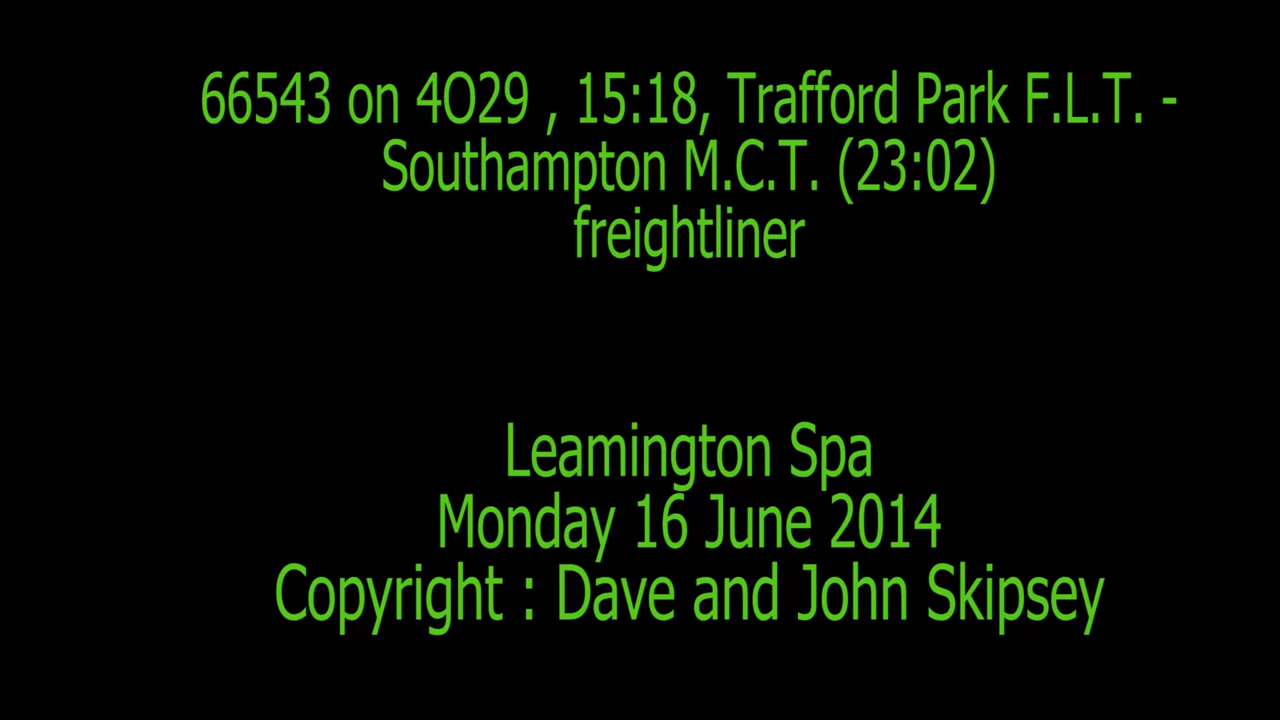 66543 on 4O29 , 15:18, Trafford Park F.L.T. -
Southampton M.C.T. (23:02)
freightliner
Leamington Spa
Monday 16 June 2014
Copyright : Dave and John Skipsey